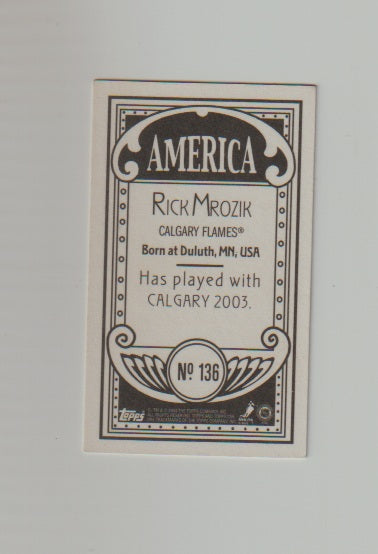 AMERICA
RICK MROZIK
CALGARY FLAMES®
Born at Duluth, MN, USA
Has played with
CALGARY 2003.
Nº 136
topps